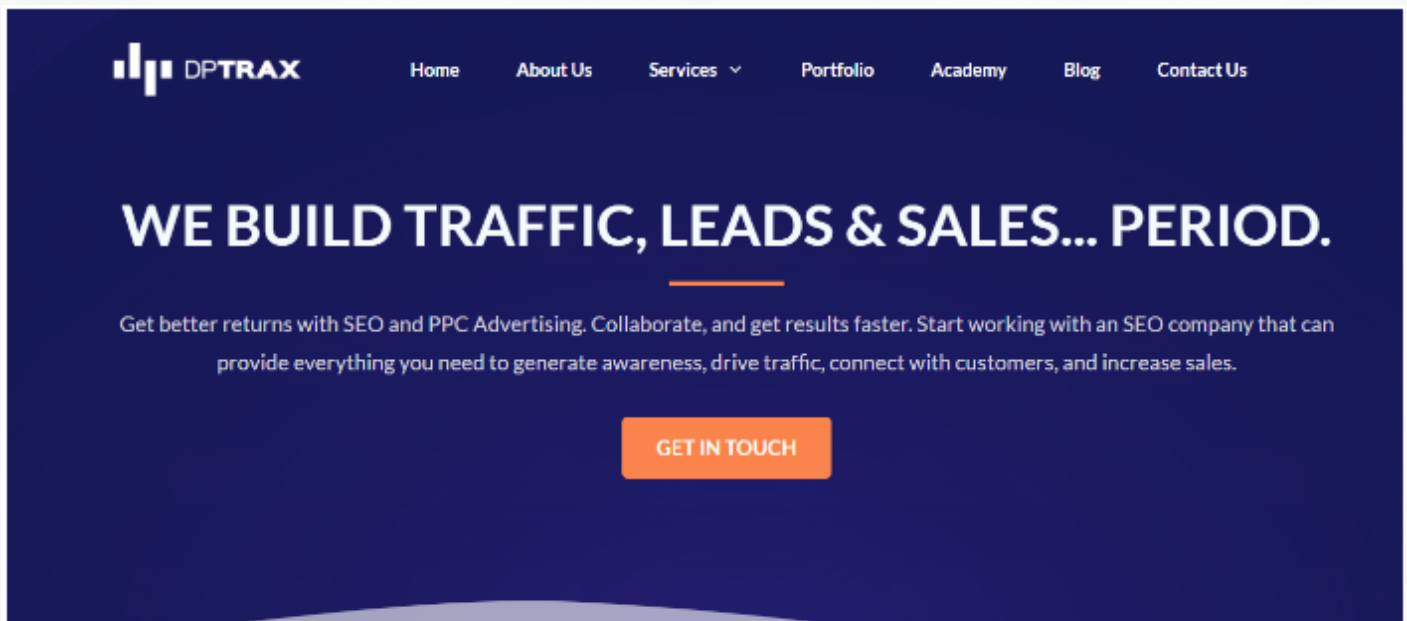 DPTRAX Home About Us Services Portfolio Academy Blog Contact Us
WE BUILD TRAFFIC, LEADS & SALES... PERIOD.
Get better returns with SEO and PPC Advertising. Collaborate, and get results faster. Start working with an SEO company that can
provide everything you need to generate awareness, drive traffic, connect with customers, and increase sales.
GET IN TOUCH